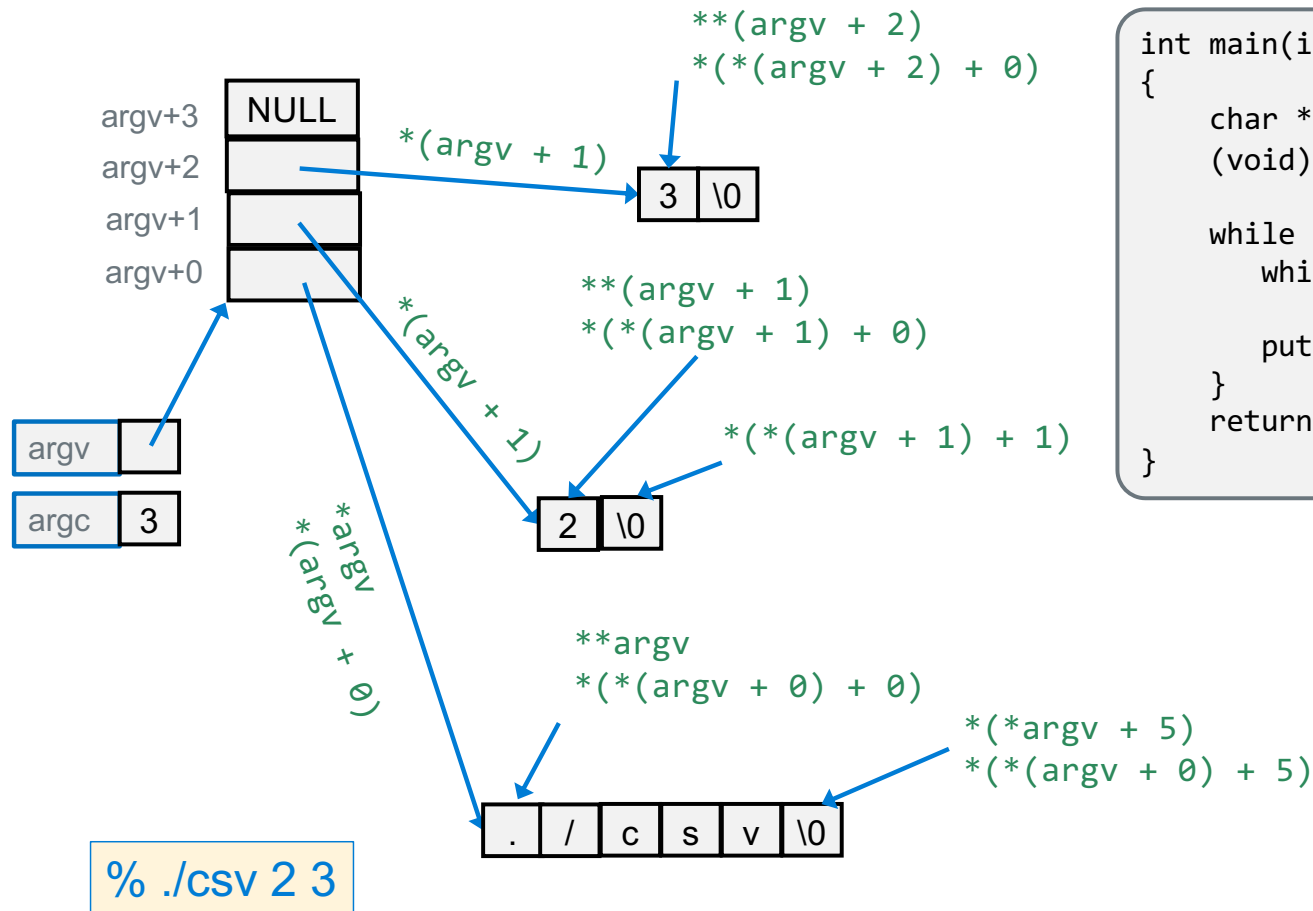 **(argv + 2)
*(*(argv + 2) + 0)
int main(i
{
char *
(void)
while
whi
put
}
return
}
argv+3
NULL
argv+2
*(argv + 1)
3 \0
argv+1
argv+0
**(argv + 1)
*(*(argv + 1) + 0)
*(argv + 1)
*(*(argv + 1) + 1)
argv
argc 3
2 \0
*argv
*(argv + 0)
**argv
*(*(argv + 0) + 0)
*(*argv + 5)
*(*(argv + 0) + 5)
. / c s v \0
% ./csv 2 3